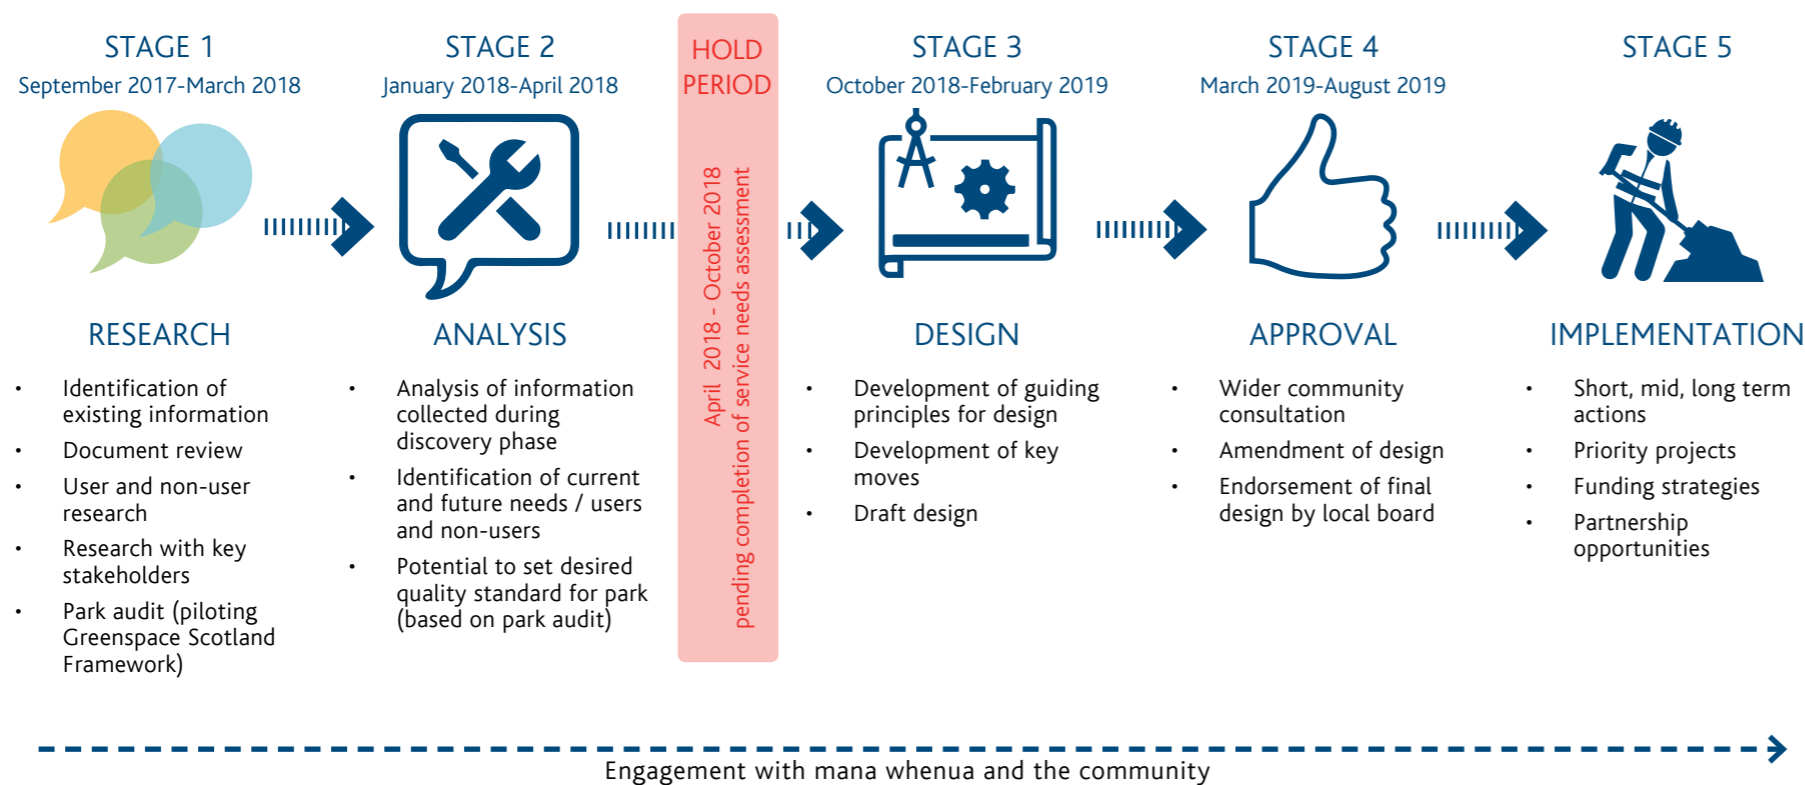 STAGE 1
September 2017-March 2018
RESEARCH
• Identification of
existing information
• Document review
• User and non-user
research
• Research with key
stakeholders
• Park audit (piloting
Greenspace Scotland
Framework)
STAGE 2
January 2018-April 2018
ANALYSIS
• Analysis of information
collected during
discovery phase
• Identification of current
and future needs / users
and non-users
• Potential to set desired
quality standard for park
(based on park audit)
HOLD
PERIOD
April 2018 - October 2018
pending completion of service needs assessment
STAGE 3
October 2018-February 2019
DESIGN
• Development of guiding
principles for design
• Development of key
moves
• Draft design
STAGE 4
March 2019-August 2019
APPROVAL
• Wider community
consultation
• Amendment of design
• Endorsement of final
design by local board
STAGE 5
IMPLEMENTATION
• Short, mid, long term
actions
• Priority projects
• Funding strategies
• Partnership
opportunities
Engagement with mana whenua and the community